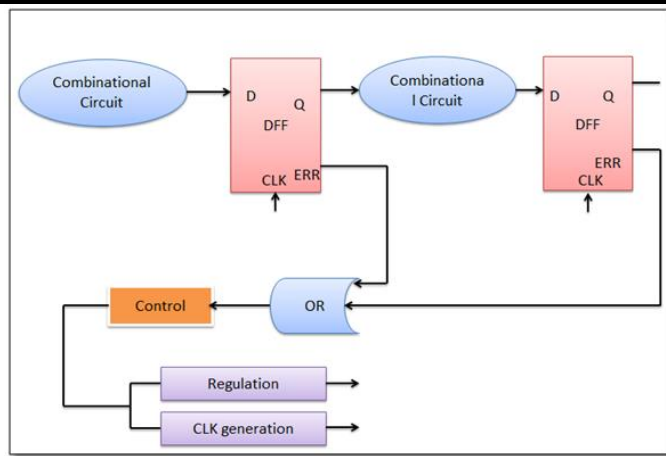 Combinational
Circuit
D
Q
DFF
ERR
CLK
Combinationa
l Circuit
D
Q
DFF
ERR
CLK
Control
OR
Regulation
CLK generation